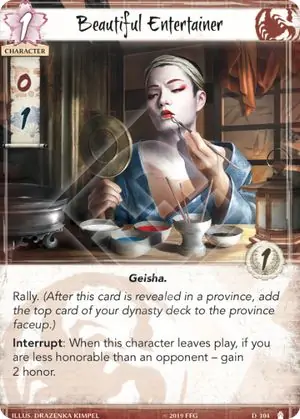 1
Beautiful Entertainer
CHARACTER
0
1
1
Geisha.
Rally. (After this card is revealed in a province, add
the top card of your dynasty deck to the province
faceup.)
Interrupt: When this character leaves play, if you
are less honorable than an opponent – gain
2 honor.
ILLUS. DRAZENKA KIMPEL © 2019 FFG D 104